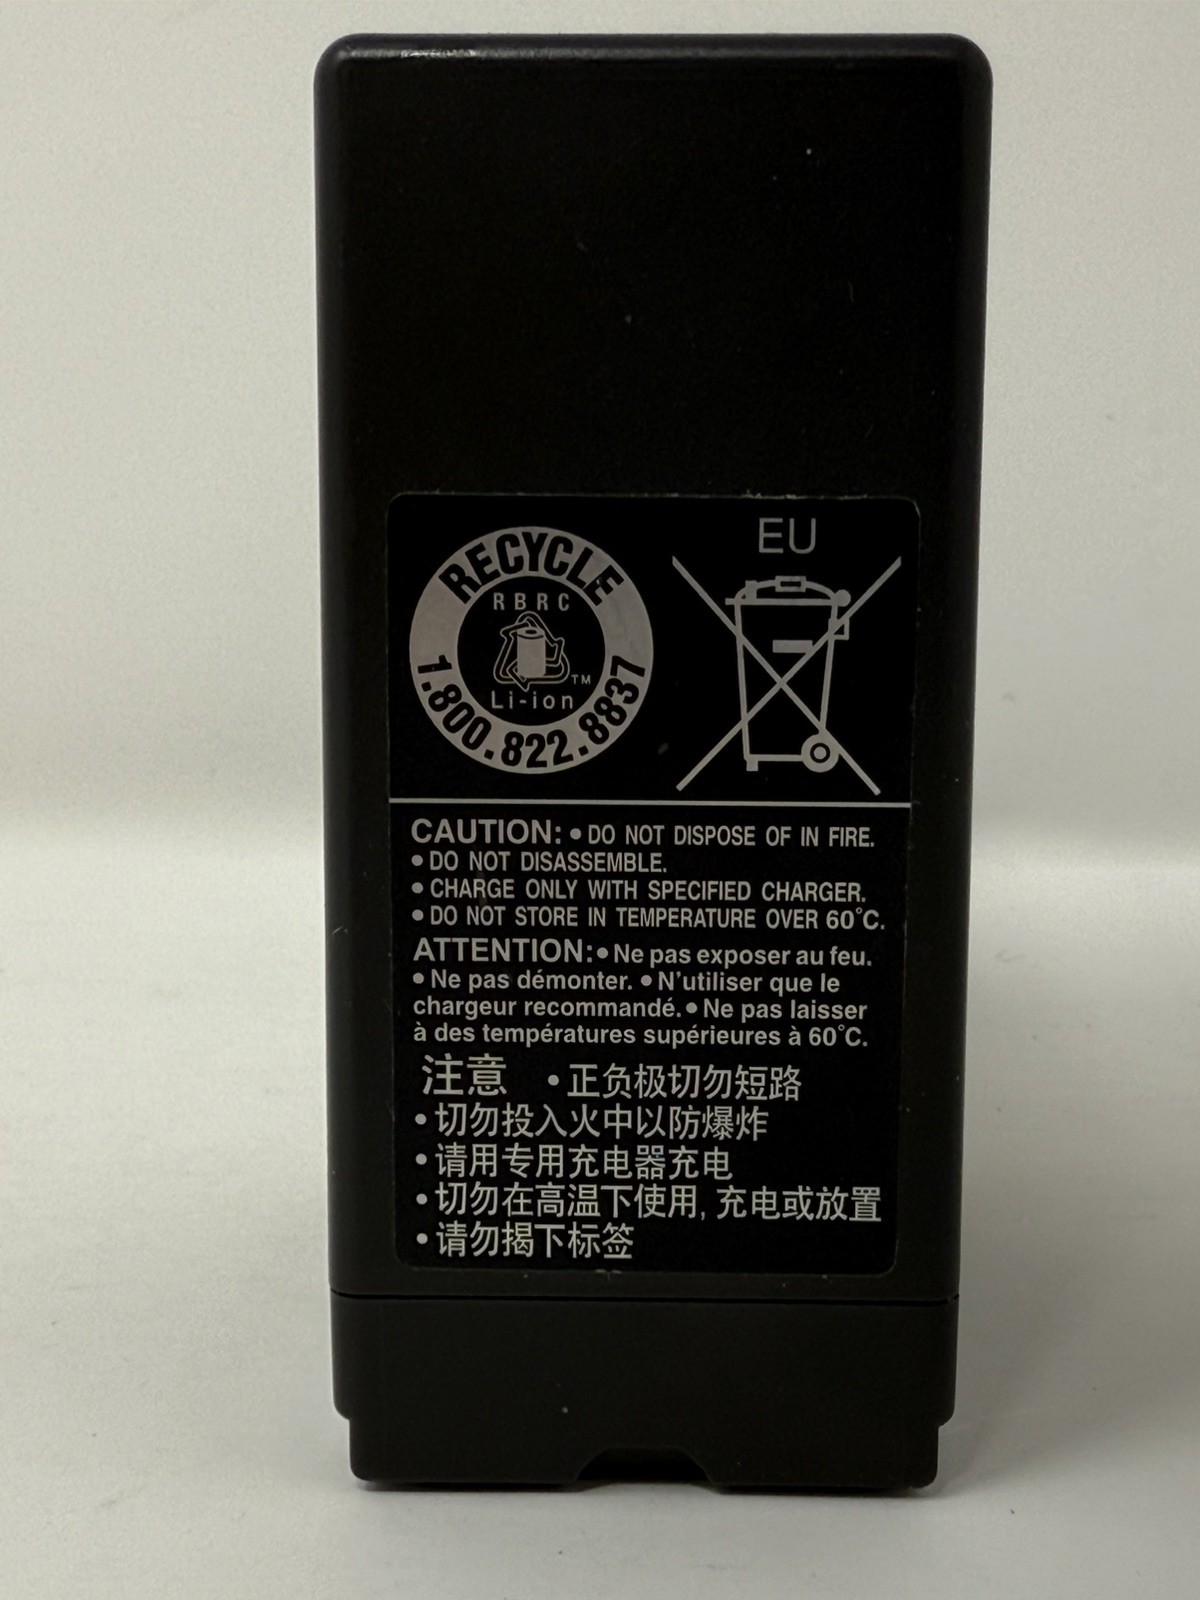 RECYCLE
RBRC
TM
Li-ion
1.800.822.8837
EU
CAUTION: • DO NOT DISPOSE OF IN FIRE.
• DO NOT DISASSEMBLE.
• CHARGE ONLY WITH SPECIFIED CHARGER.
• DO NOT STORE IN TEMPERATURE OVER 60°C.
ATTENTION: • Ne pas exposer au feu.
• Ne pas démonter. • N'utiliser que le
chargeur recommandé. • Ne pas laisser
à des températures supérieures à 60°C.
注意 • 正负极切勿短路
• 切勿投入火中以防爆炸
• 请用专用充电器充电
• 切勿在高温下使用, 充电或放置
• 请勿揭下标签